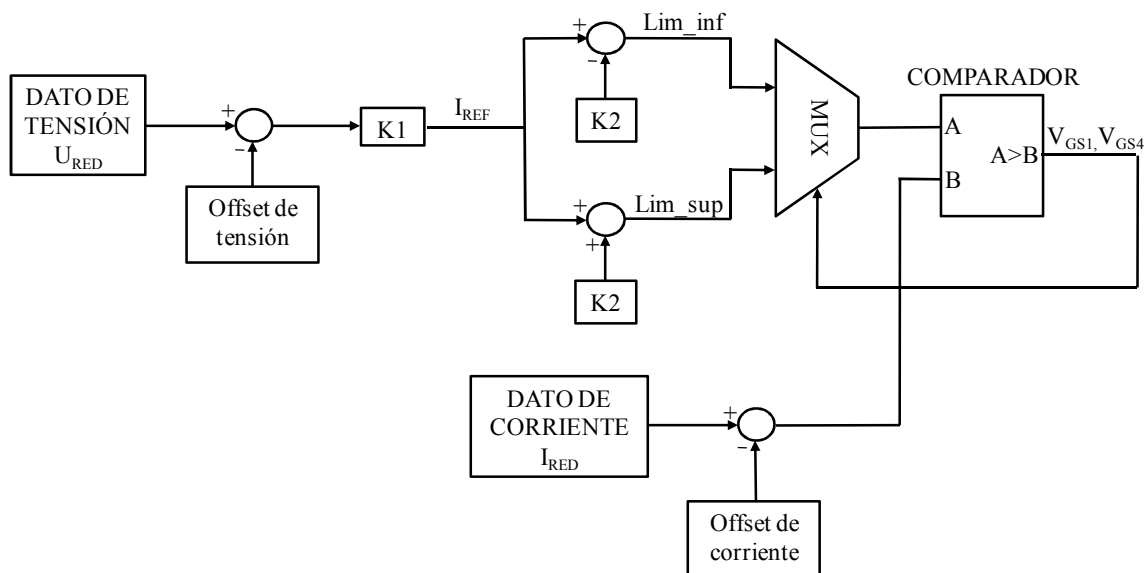 DATO DE
TENSIÓN
U_RED
+
−
Offset de
tensión
K1
I_REF
+
−
Lim_inf
K2
+
+
Lim_sup
K2
MUX
COMPARADOR
A
A>B
B
V_GS1, V_GS4
DATO DE
CORRIENTE
I_RED
+
−
Offset de
corriente